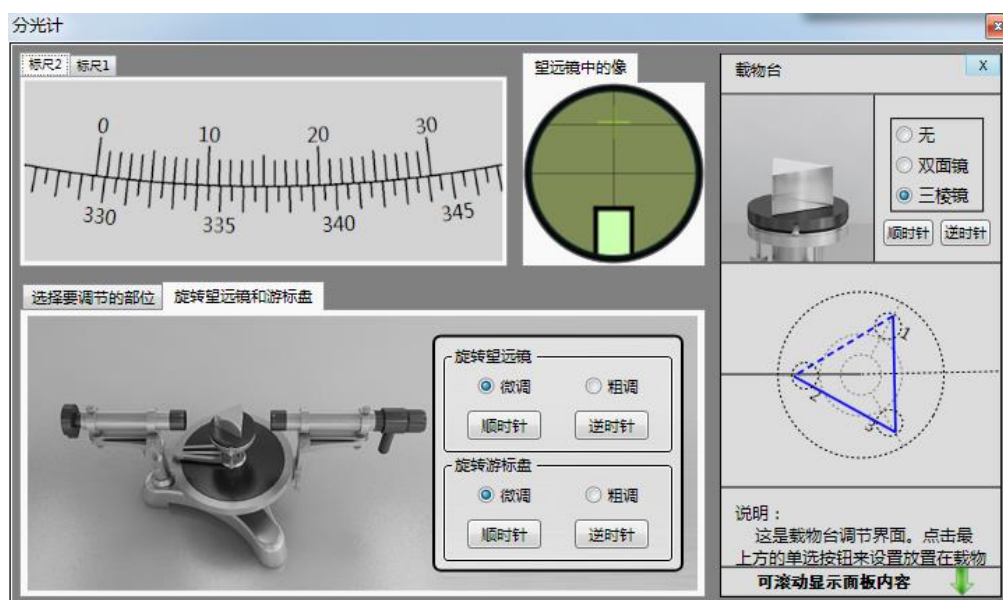 分光计
标尺2 标尺1
0 10 20 30
330 335 340 345
望远镜中的像
载物台 X
无
双面镜
三棱镜
顺时针 逆时针
选择要调节的部位 旋转望远镜和游标盘
旋转望远镜
微调 粗调
顺时针 逆时针
旋转游标盘
微调 粗调
顺时针 逆时针
1
2
3
说明：
这是载物台调节界面。点击最
上方的单选按钮来设置放置在载物
可滚动显示面板内容